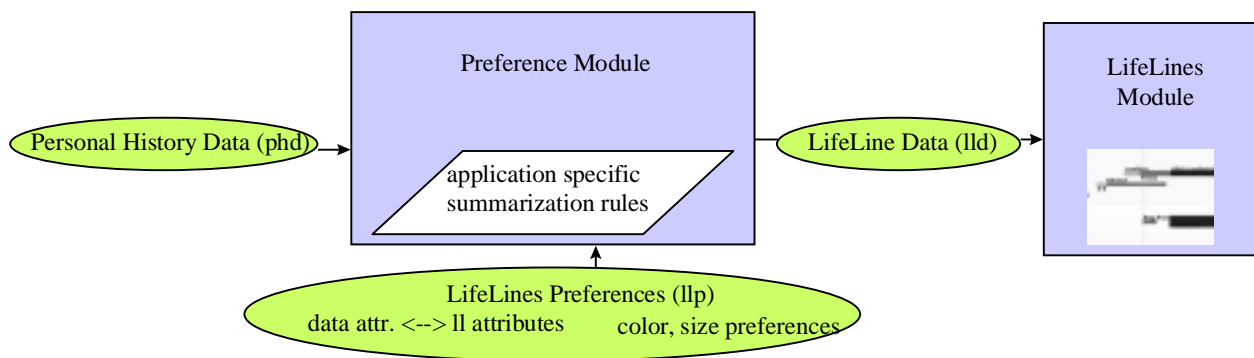 Preference Module
LifeLines
Module
Personal History Data (phd)
LifeLine Data (lld)
application specific
summarization rules
LifeLines Preferences (llp)
data attr. <--> ll attributes
color, size preferences